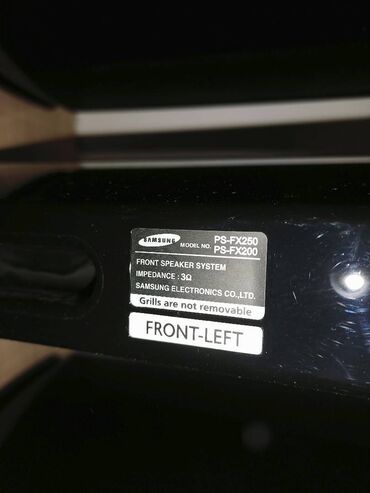 SAMSUNG MODEL NO. PS-FX250
PS-FX200
FRONT SPEAKER SYSTEM
IMPEDANCE : 3Ω
SAMSUNG ELECTRONICS CO.,LTD.
Grills are not removable
FRONT-LEFT